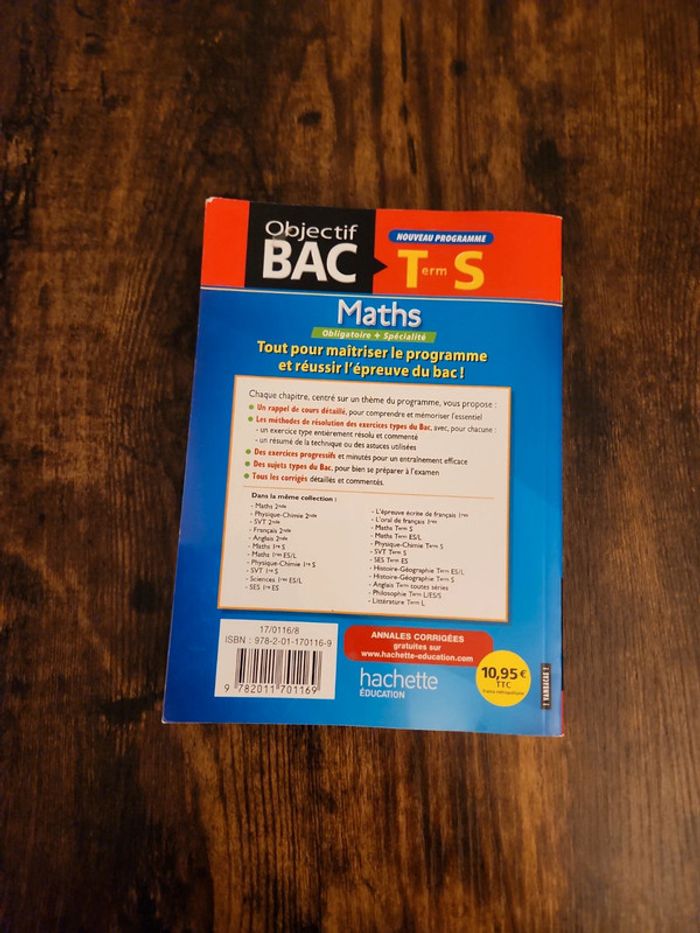 Objectif
BAC
NOUVEAU PROGRAMME
Term S
Maths
Obligatoire + Spécialité
Tout pour maîtriser le programme
et réussir l'épreuve du bac !
Chaque chapitre, centré sur un thème du programme, vous propose :
● Un rappel de cours détaillé, pour comprendre et mémoriser l'essentiel
● Les méthodes de résolution des exercices types du Bac, avec, pour chacune :
- un exercice type entièrement résolu et commenté
- un résumé de la technique ou des astuces utilisées
● Des exercices progressifs et minutés pour un entraînement efficace
● Des sujets types du Bac, pour bien se préparer à l'examen
● Tous les corrigés détaillés et commentés.
Dans la même collection :
- Maths 2nde
- Physique-Chimie 2nde
- SVT 2nde
- Français 2nde
- Anglais 2nde
- Maths 1re S
- Maths 1res ES/L
- Physique-Chimie 1re S
- SVT 1re S
- Sciences 1res ES/L
- SES 1re ES
- L'épreuve écrite de français 1res
- L'oral de français 1res
- Maths Term S
- Maths Term ES/L
- Physique-Chimie Term S
- SVT Term S
- SES Term ES
- Histoire-Géographie Term ES/L
- Histoire-Géographie Term S
- Anglais Term toutes séries
- Philosophie Term L/ES/S
- Littérature Term L
17/0116/8
ISBN : 978-2-01-170116-9
9 782011 701169
ANNALES CORRIGÉES
gratuites sur
www.hachette-education.com
hachette
ÉDUCATION
10,95 €
TTC
France métropolitaine